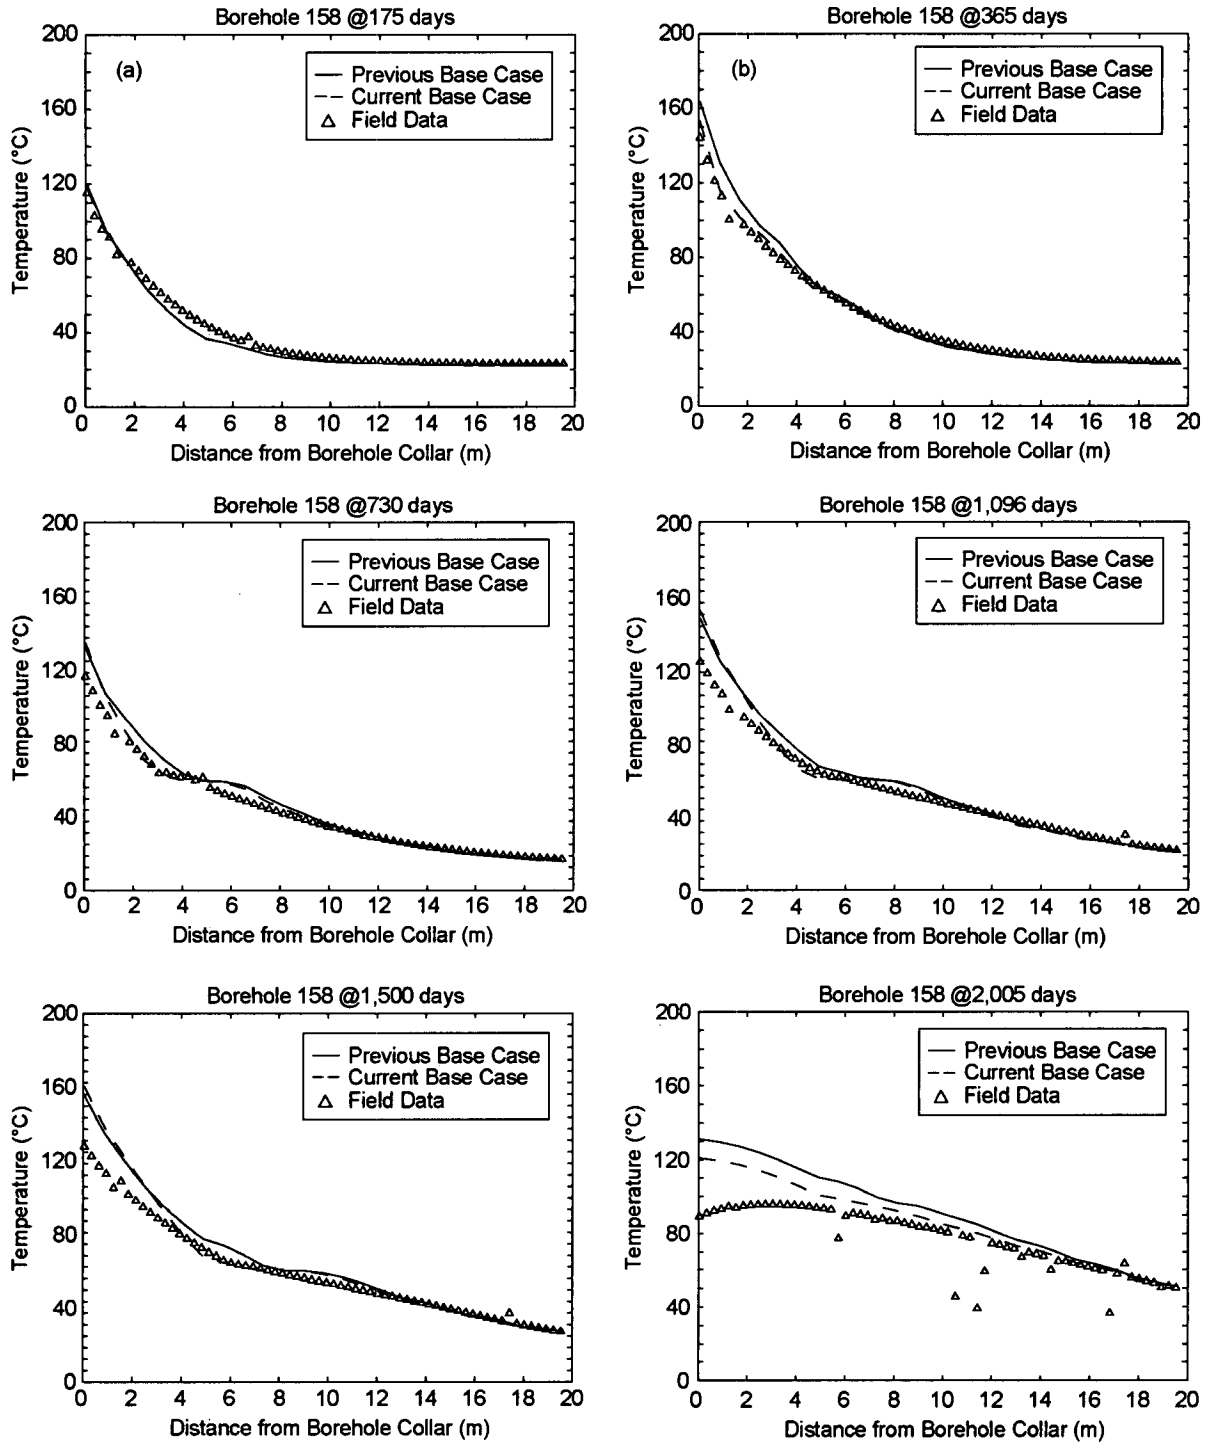 Borehole 158 @175 days
(a)
Previous Base Case
Current Base Case
Field Data
200
160
120
80
40
0
Temperature (°C)
0 2 4 6 8 10 12 14 16 18 20
Distance from Borehole Collar (m)
Borehole 158 @365 days
(b)
Previous Base Case
Current Base Case
Field Data
200
160
120
80
40
0
Temperature (°C)
0 2 4 6 8 10 12 14 16 18 20
Distance from Borehole Collar (m)
Borehole 158 @730 days
Previous Base Case
Current Base Case
Field Data
200
160
120
80
40
0
Temperature (°C)
0 2 4 6 8 10 12 14 16 18 20
Distance from Borehole Collar (m)
Borehole 158 @1,096 days
Previous Base Case
Current Base Case
Field Data
200
160
120
80
40
0
Temperature (°C)
0 2 4 6 8 10 12 14 16 18 20
Distance from Borehole Collar (m)
Borehole 158 @1,500 days
Previous Base Case
Current Base Case
Field Data
200
160
120
80
40
0
Temperature (°C)
0 2 4 6 8 10 12 14 16 18 20
Distance from Borehole Collar (m)
Borehole 158 @2,005 days
Previous Base Case
Current Base Case
Field Data
200
160
120
80
40
0
Temperature (°C)
0 2 4 6 8 10 12 14 16 18 20
Distance from Borehole Collar (m)